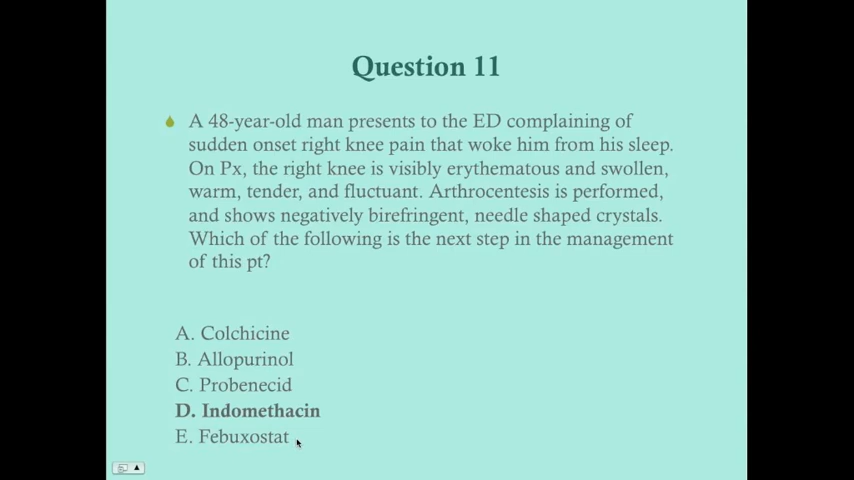 Question 11
A 48-year-old man presents to the ED complaining of
sudden onset right knee pain that woke him from his sleep.
On Px, the right knee is visibly erythematous and swollen,
warm, tender, and fluctuant. Arthrocentesis is performed,
and shows negatively birefringent, needle shaped crystals.
Which of the following is the next step in the management
of this pt?
A. Colchicine
B. Allopurinol
C. Probenecid
D. Indomethacin
E. Febuxostat